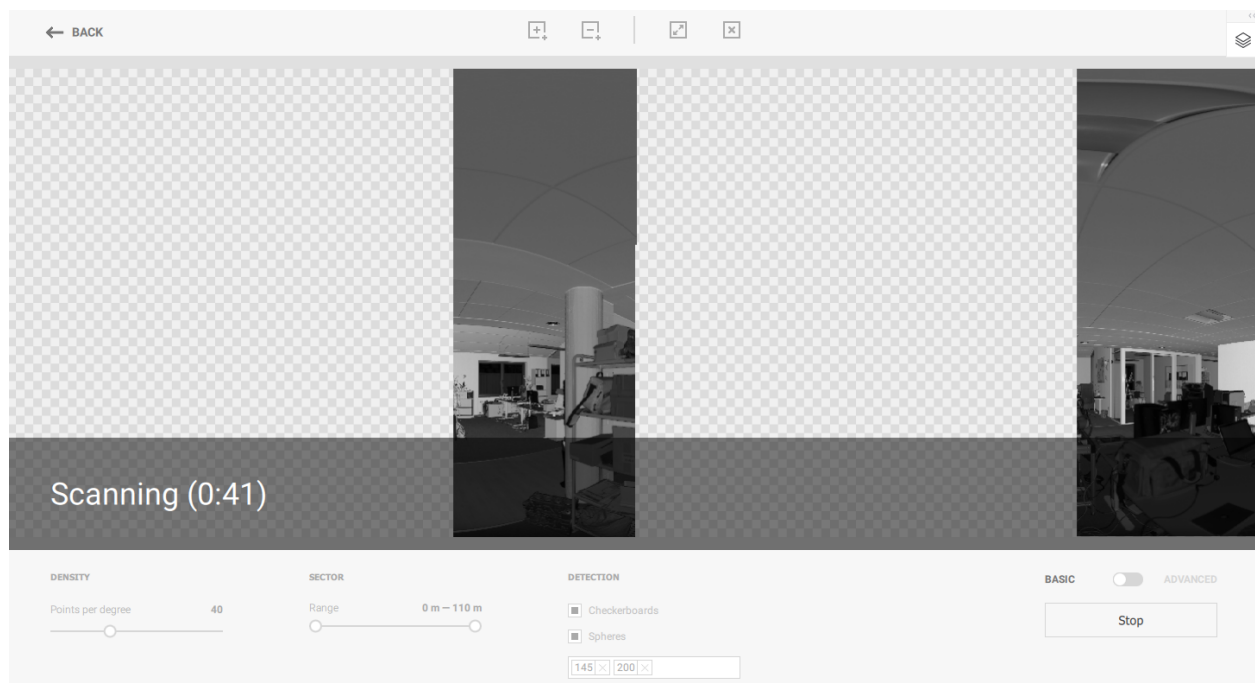 BACK
Scanning (0:41)
DENSITY
Points per degree 40
SECTOR
Range 0 m — 110 m
DETECTION
Checkerboards
Spheres
145 200
BASIC ADVANCED
Stop